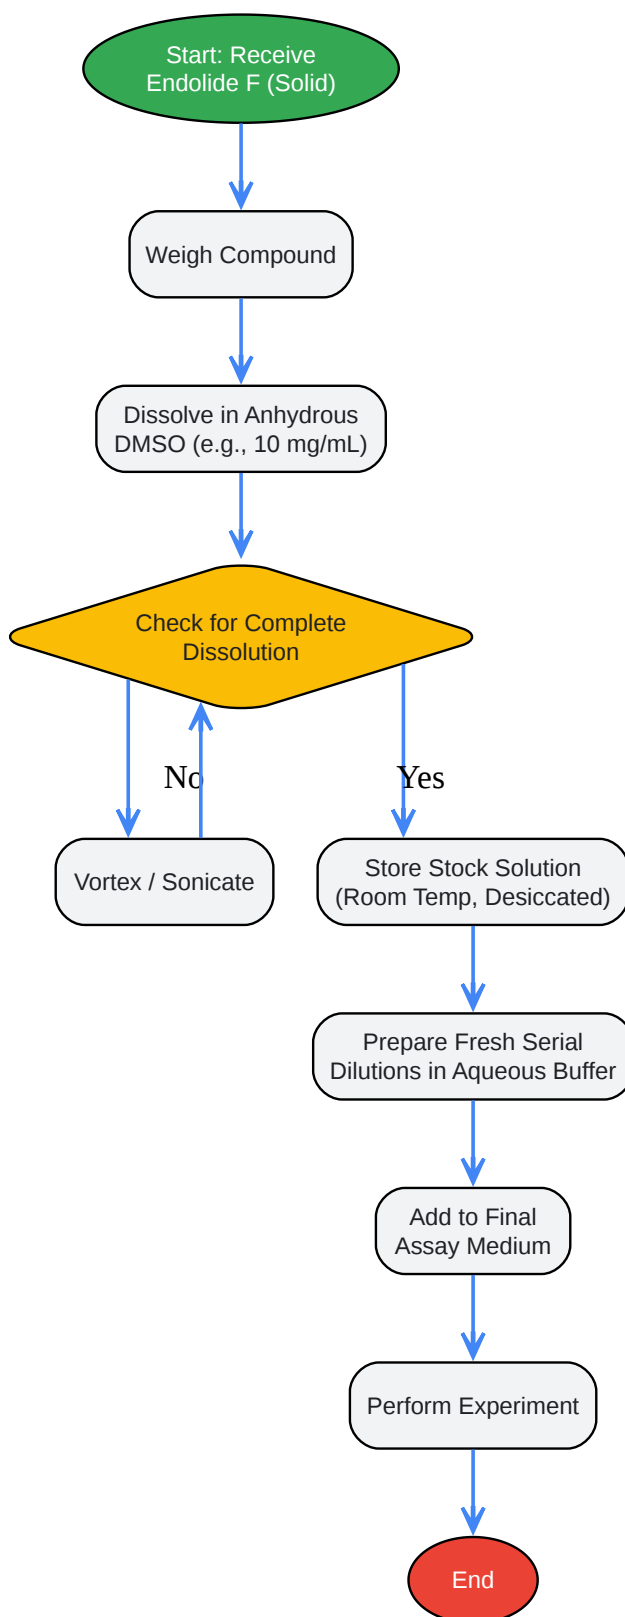 Start: Receive
Endolide F (Solid)
Weigh Compound
Dissolve in Anhydrous
DMSO (e.g., 10 mg/mL)
Check for Complete
Dissolution
No
Yes
Vortex / Sonicate
Store Stock Solution
(Room Temp, Desiccated)
Prepare Fresh Serial
Dilutions in Aqueous Buffer
Add to Final
Assay Medium
Perform Experiment
End